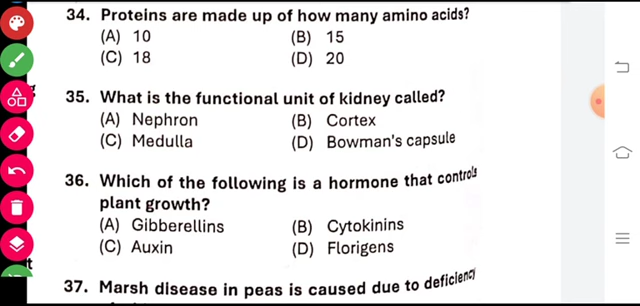 34. Proteins are made up of how many amino acids?
(A) 10 (B) 15
(C) 18 (D) 20
35. What is the functional unit of kidney called?
(A) Nephron (B) Cortex
(C) Medulla (D) Bowman's capsule
36. Which of the following is a hormone that controls
plant growth?
(A) Gibberellins (B) Cytokinins
(C) Auxin (D) Florigens
37. Marsh disease in peas is caused due to deficiency